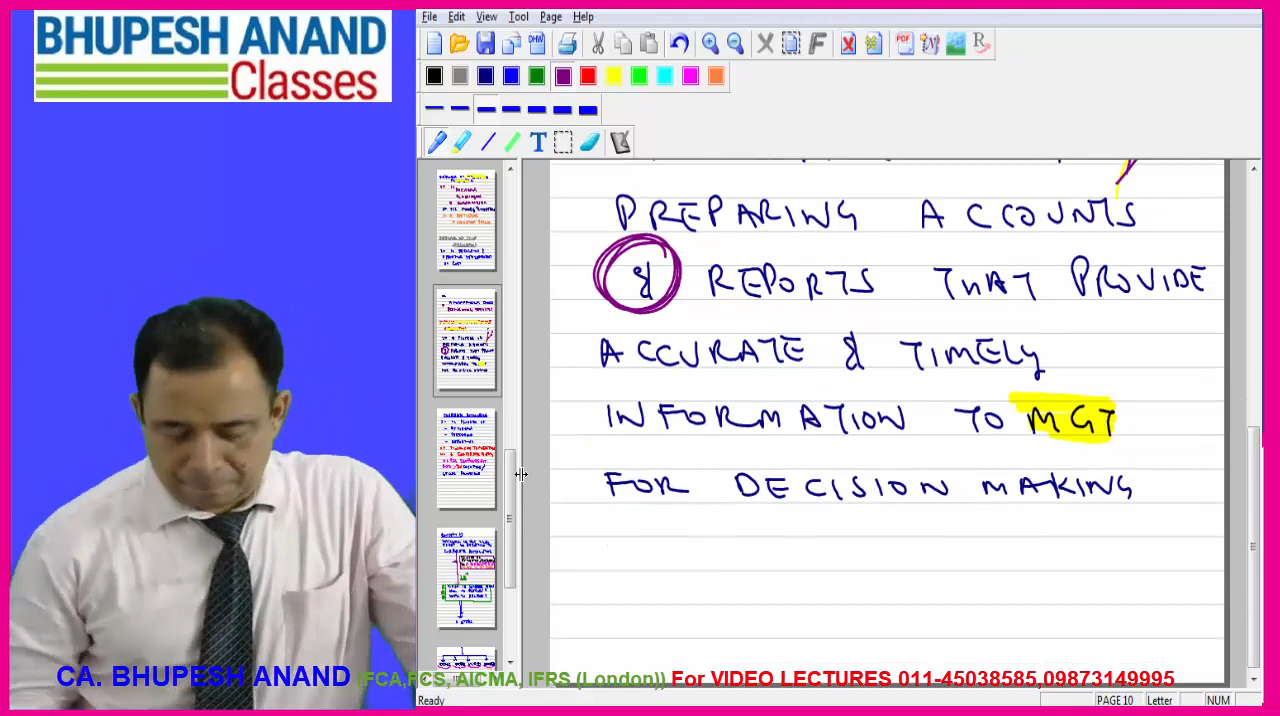 BHUPESH ANAND
Classes
File Edit View Tool Page Help
PREPARING ACCOUNTS
& REPORTS THAT PROVIDE
ACCURATE & TIMELY
INFORMATION TO MGT
FOR DECISION MAKING
CA. BHUPESH ANAND (FCA,FCS, AICMA, IFRS (London)) For VIDEO LECTURES 011-45038585,09873149995
Ready PAGE 10 Letter NUM